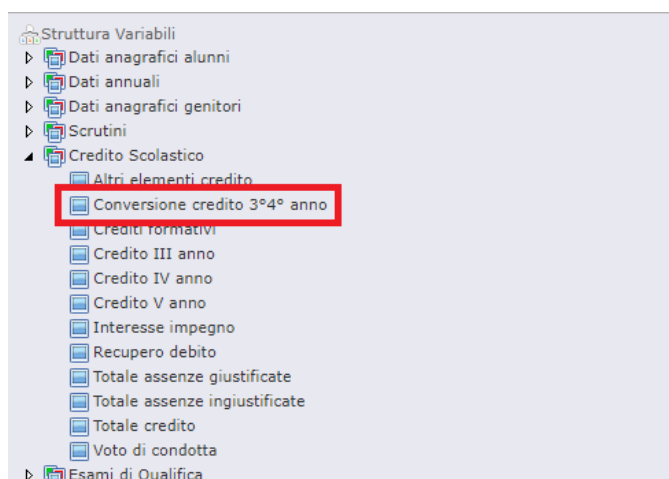 Struttura Variabili
Dati anagrafici alunni
Dati annuali
Dati anagrafici genitori
Scrutini
Credito Scolastico
Altri elementi credito
Conversione credito 3°4° anno
Crediti formativi
Credito III anno
Credito IV anno
Credito V anno
Interesse impegno
Recupero debito
Totale assenze giustificate
Totale assenze ingiustificate
Totale credito
Voto di condotta
Esami di Qualifica